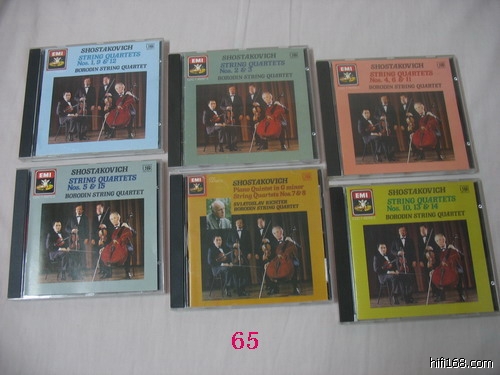 EMI
SHOSTAKOVICH
STRING QUARTETS
Nos. 1, 9 & 12
BORODIN STRING QUARTET
EMI
SHOSTAKOVICH
STRING QUARTETS
Nos. 2 & 3
BORODIN STRING QUARTET
EMI
SHOSTAKOVICH
STRING QUARTETS
Nos. 4, 6 & 11
BORODIN STRING QUARTET
EMI
SHOSTAKOVICH
STRING QUARTETS
Nos. 5 & 15
BORODIN STRING QUARTET
EMI
SHOSTAKOVICH
Piano Quintet in G minor
String Quartets Nos. 7 & 8
SVIATOSLAV RICHTER
BORODIN STRING QUARTET
EMI
SHOSTAKOVICH
STRING QUARTETS
Nos. 10, 13 & 14
BORODIN STRING QUARTET
65
hifi168.com